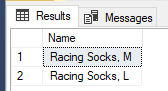 Results Messages
Name
1 Racing Socks, M
2 Racing Socks, L